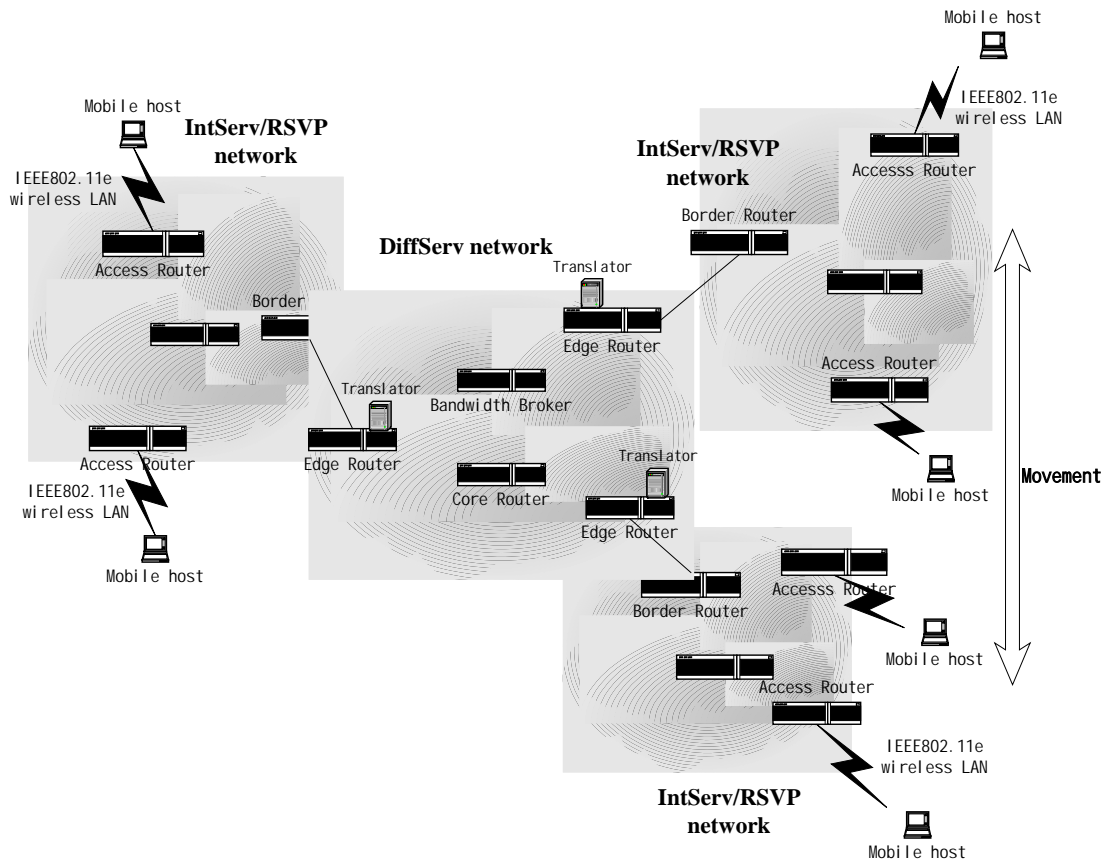 Mobile host
IEEE802.11e
wireless LAN
Accesss Router
Mobile host
IntServ/RSVP
network
IEEE802.11e
wireless LAN
Access Router
IntServ/RSVP
network
Border Router
DiffServ network
Translator
Border
Edge Router
Access Router
Translator
Bandwidth Broker
Access Router
Edge Router
Translator
IEEE802.11e
wireless LAN
Core Router
Mobile host
Movement
Edge Router
Mobile host
Accesss Router
Border Router
Mobile host
Access Router
IEEE802.11e
wireless LAN
IntServ/RSVP
network
Mobile host